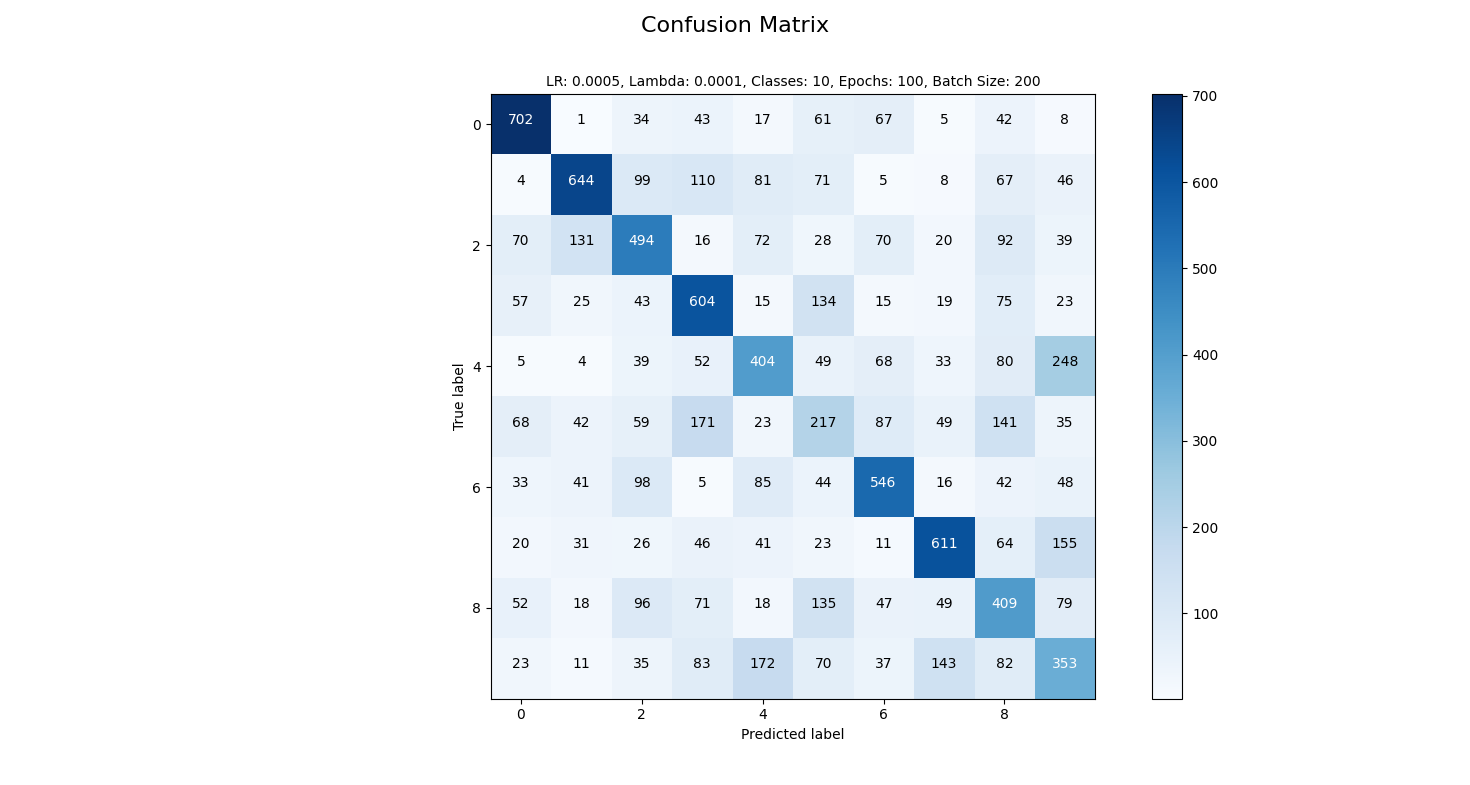 Confusion Matrix
LR: 0.0005, Lambda: 0.0001, Classes: 10, Epochs: 100, Batch Size: 200
702 1 34 43 17 61 67 5 42 8
4 644 99 110 81 71 5 8 67 46
70 131 494 16 72 28 70 20 92 39
57 25 43 604 15 134 15 19 75 23
5 4 39 52 404 49 68 33 80 248
68 42 59 171 23 217 87 49 141 35
33 41 98 5 85 44 546 16 42 48
20 31 26 46 41 23 11 611 64 155
52 18 96 71 18 135 47 49 409 79
23 11 35 83 172 70 37 143 82 353
0
2
4
6
8
True label
0 2 4 6 8
Predicted label
700
600
500
400
300
200
100